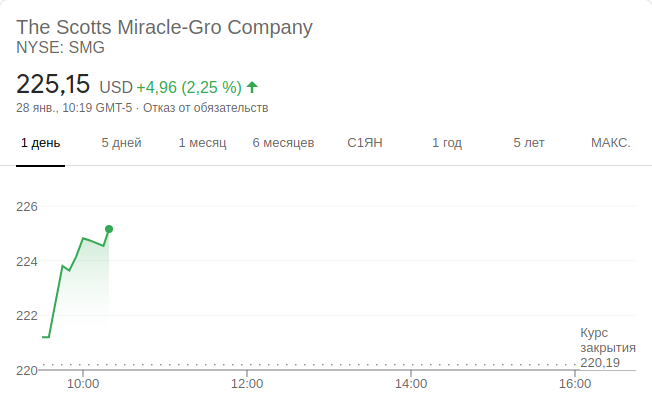 The Scotts Miracle-Gro Company
NYSE: SMG
225,15 USD +4,96 (2,25 %)
28 янв., 10:19 GMT-5 · Отказ от обязательств
1 день 5 дней 1 месяц 6 месяцев С1ЯН 1 год 5 лет МАКС.
226
224
222
220
Курс
закрытия
220,19
10:00 12:00 14:00 16:00